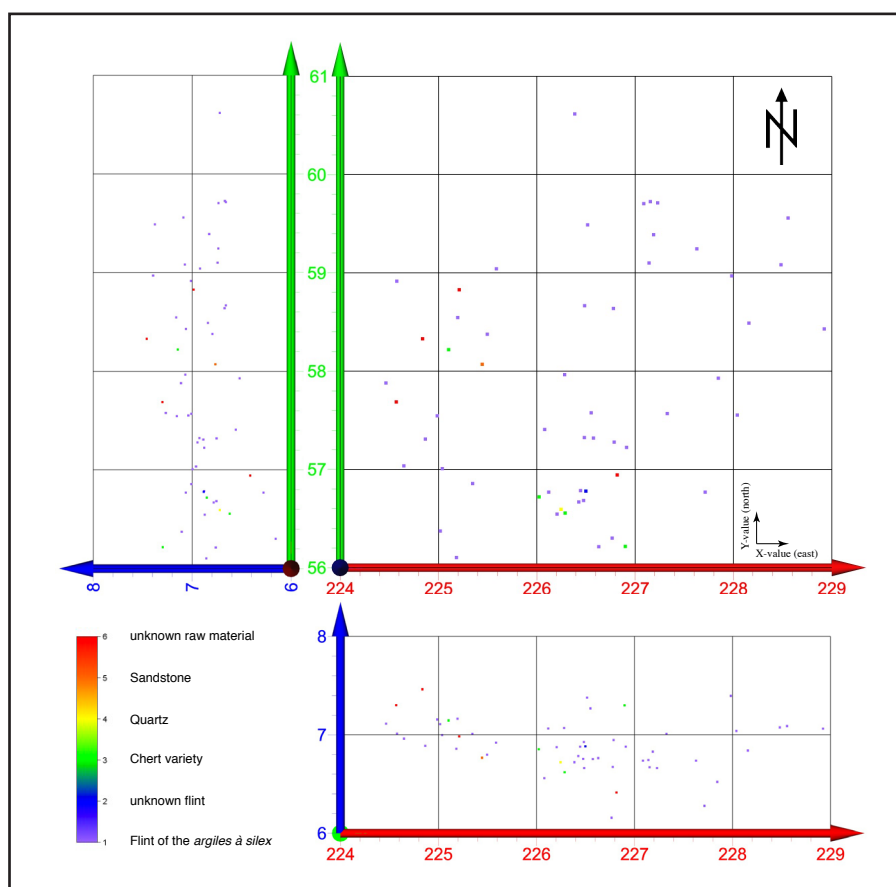 61
60
59
58
57
56
8
7
6
224
225
226
227
228
229
N
Y-value (north)
X-value (east)
6 unknown raw material
5 Sandstone
4 Quartz
3 Chert variety
2 unknown flint
1 Flint of the argiles à silex
8
7
6
224
225
226
227
228
229